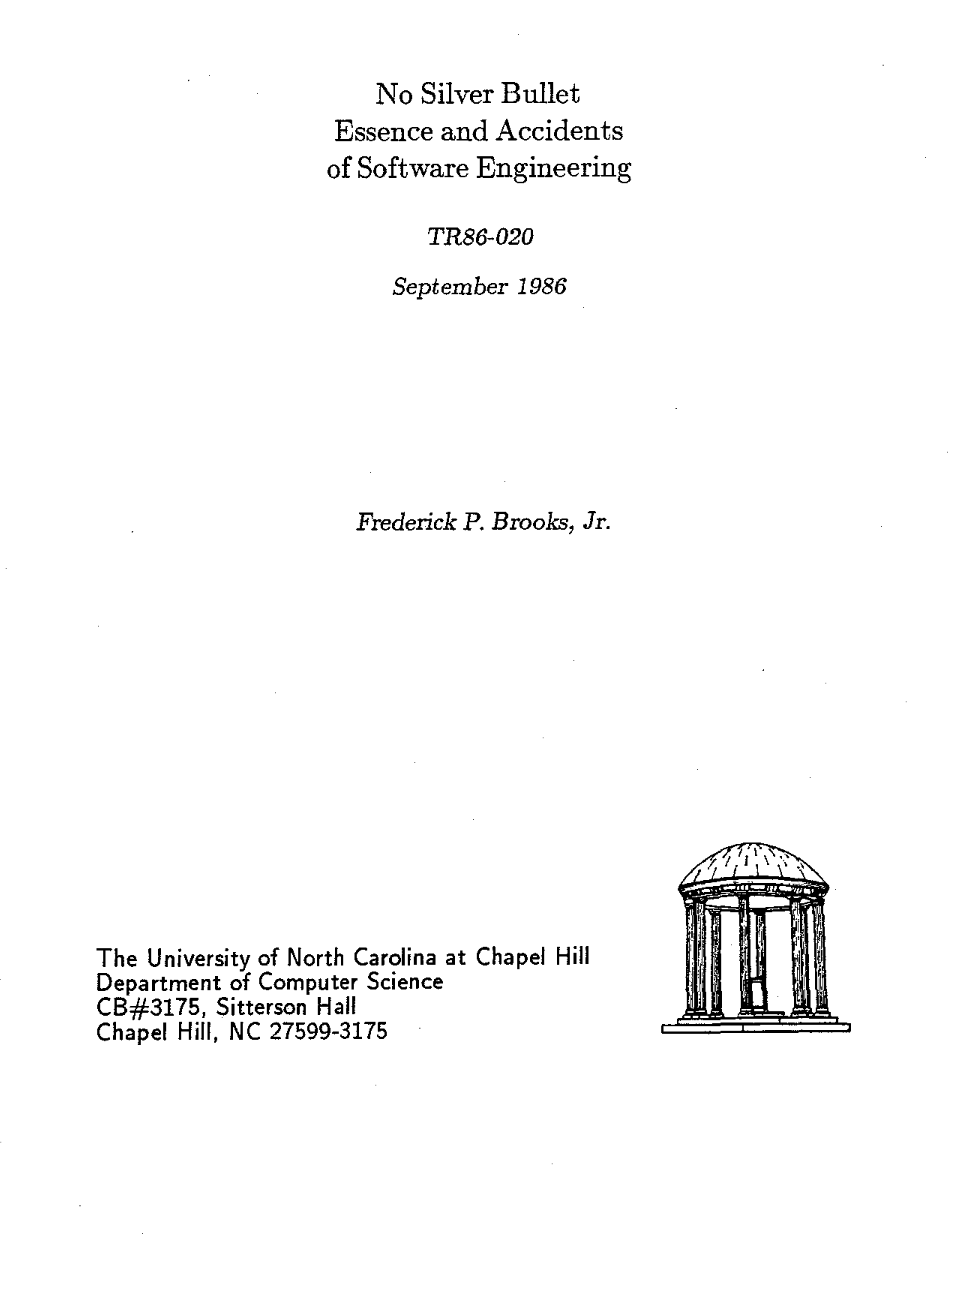 No Silver Bullet
Essence and Accidents
of Software Engineering
TR86-020
September 1986
Frederick P. Brooks, Jr.
The University of North Carolina at Chapel Hill
Department of Computer Science
CB#3175, Sitterson Hall
Chapel Hill, NC 27599-3175